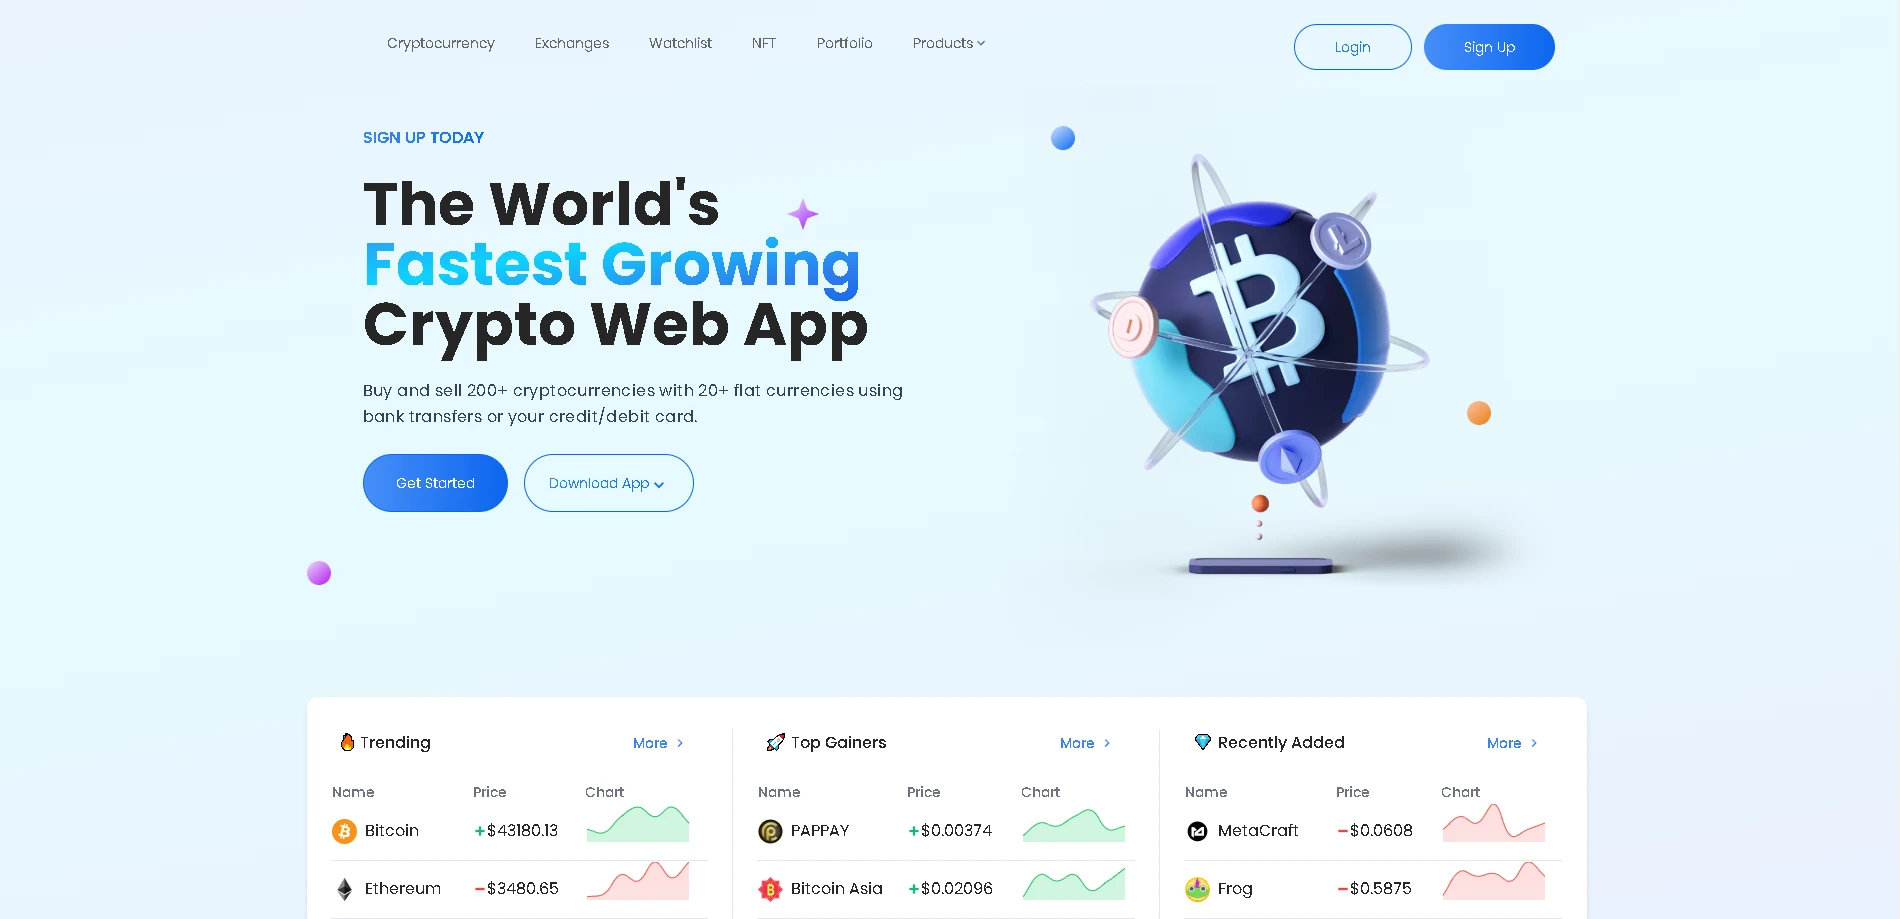 Cryptocurrency Exchanges Watchlist NFT Portfolio Products Login Sign Up
SIGN UP TODAY
The World's
Fastest Growing
Crypto Web App
Buy and sell 200+ cryptocurrencies with 20+ flat currencies using
bank transfers or your credit/debit card.
Get Started Download App
Trending More
Name Price Chart
Bitcoin +$43180.13
Ethereum -$3480.65
Top Gainers More
Name Price Chart
PAPPAY +$0.00374
Bitcoin Asia +$0.02096
Recently Added More
Name Price Chart
MetaCraft -$0.0608
Frog -$0.5875